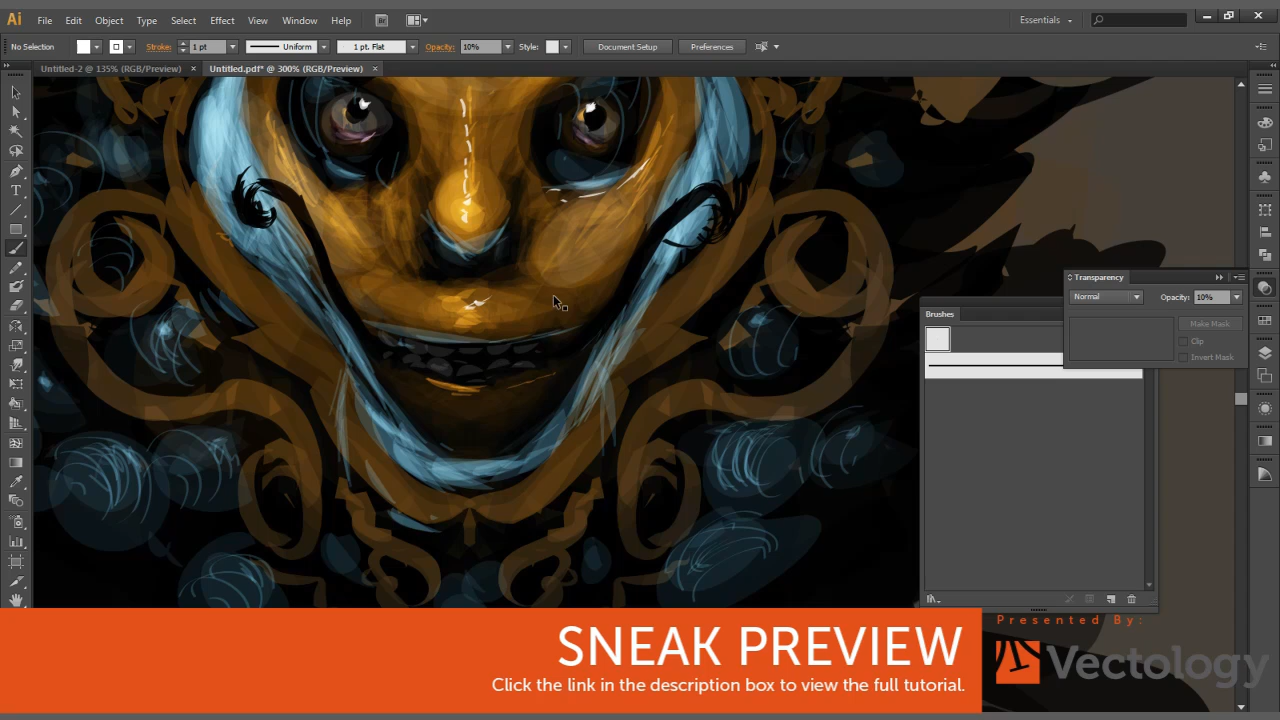 Ai File Edit Object Type Select Effect View Window Help Br Essentials
No Selection Stroke: 1 pt Uniform 1 pt. Flat Opacity: 10% Style: Document Setup Preferences
Untitled-2 @ 135% (RGB/Preview) × Untitled.pdf* @ 300% (RGB/Preview) ×
Transparency
Normal Opacity: 10%
Make Mask
Clip
Invert Mask
Brushes
SNEAK PREVIEW
Click the link in the description box to view the full tutorial.
Presented By:
Vectology